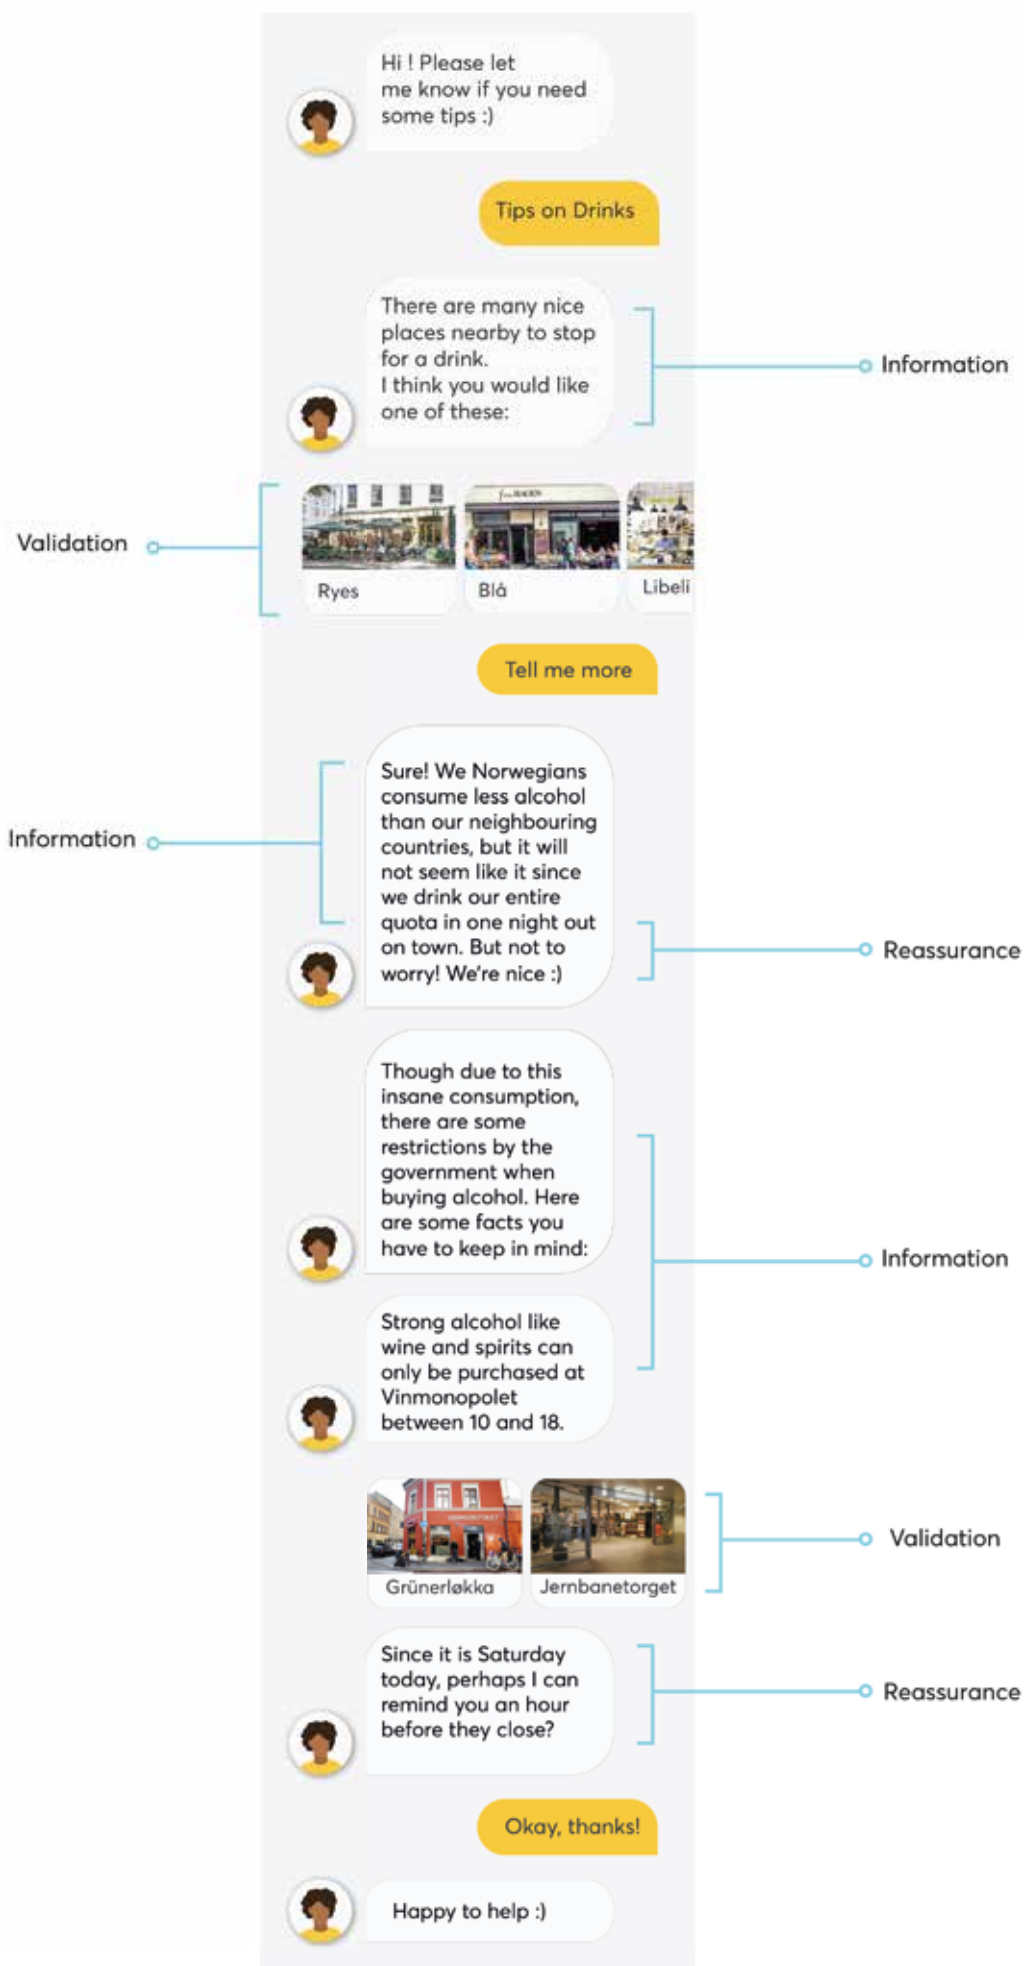 Hi ! Please let
me know if you need
some tips :)
Tips on Drinks
There are many nice
places nearby to stop
for a drink.
I think you would like
one of these:
Information
Validation
Ryes
Blå
Libeli
Tell me more
Sure! We Norwegians
consume less alcohol
than our neighbouring
countries, but it will
not seem like it since
we drink our entire
quota in one night out
on town. But not to
worry! We're nice :)
Information
Reassurance
Though due to this
insane consumption,
there are some
restrictions by the
government when
buying alcohol. Here
are some facts you
have to keep in mind:
Information
Strong alcohol like
wine and spirits can
only be purchased at
Vinmonopolet
between 10 and 18.
Grünerløkka
Jernbanetorget
Validation
Since it is Saturday
today, perhaps I can
remind you an hour
before they close?
Reassurance
Okay, thanks!
Happy to help :)